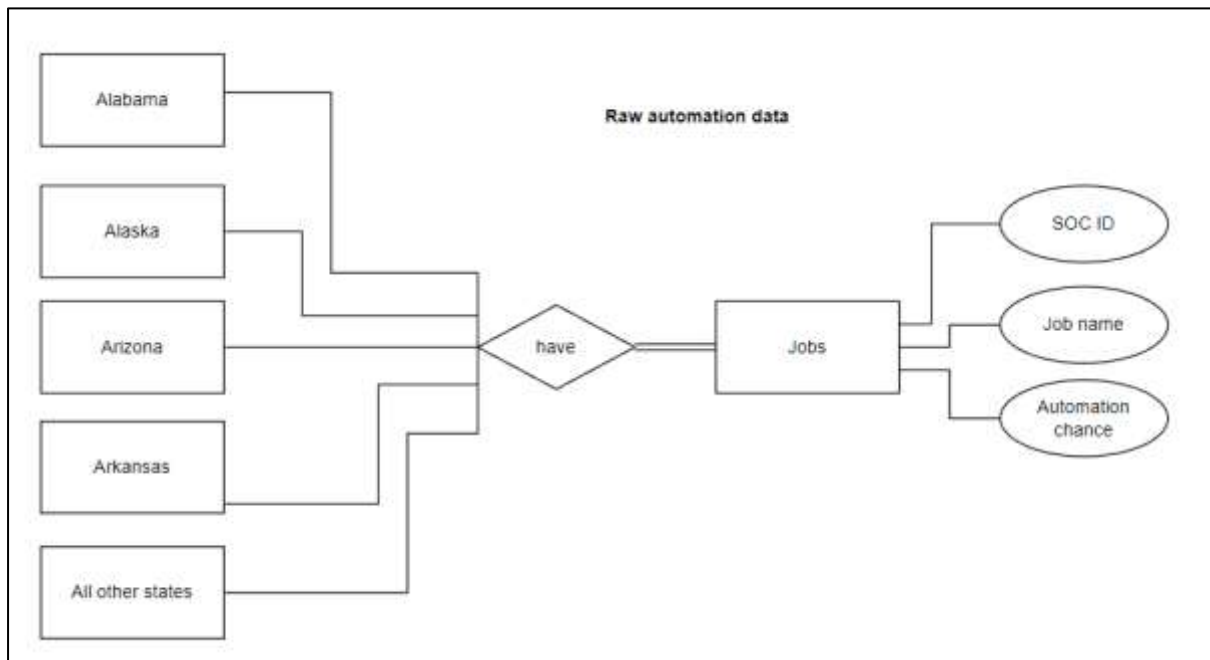 Raw automation data
Alabama
Alaska
Arizona
Arkansas
All other states
have
Jobs
SOC ID
Job name
Automation
chance